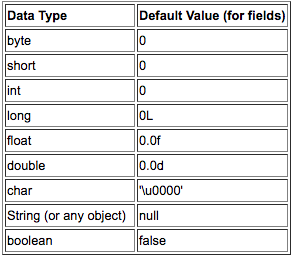 Data Type Default Value (for fields)
byte 0
short 0
int 0
long 0L
float 0.0f
double 0.0d
char '\u0000'
String (or any object) null
boolean false